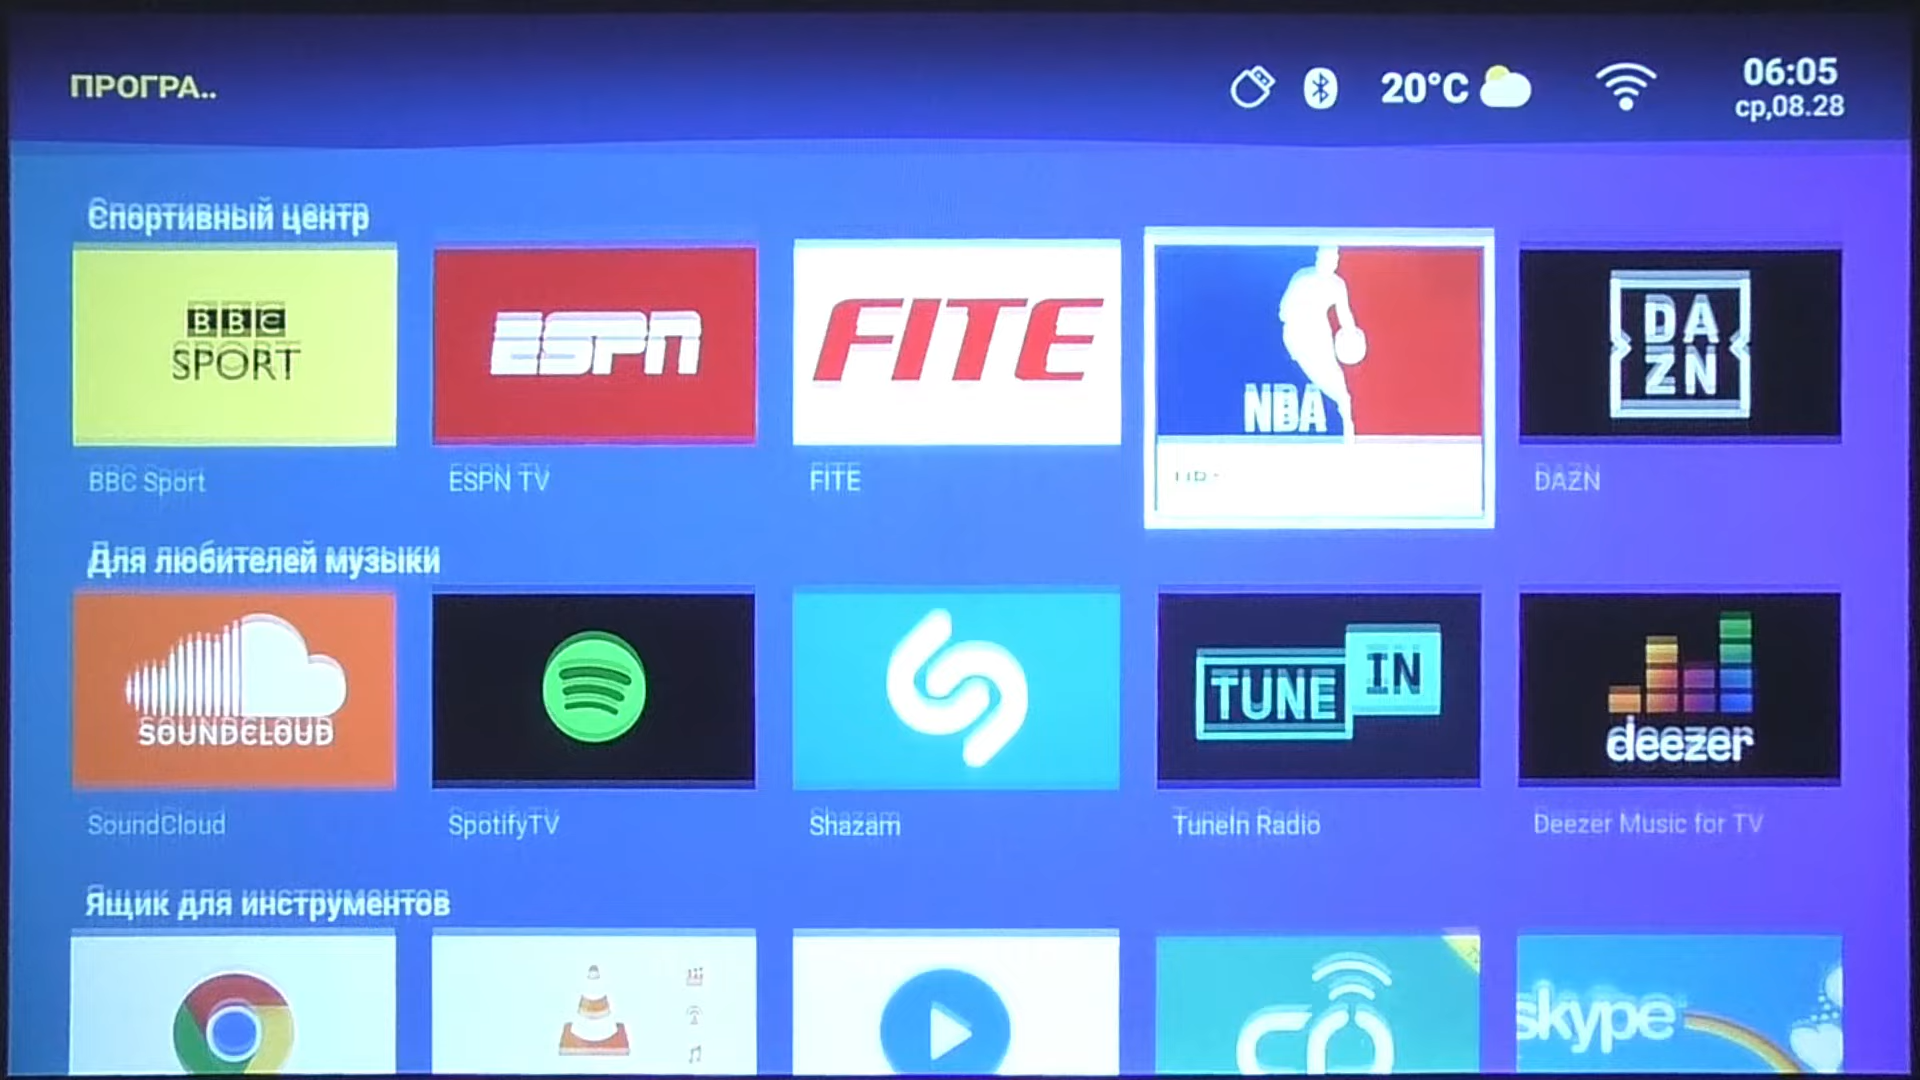 ПРОГРА..
20°C
06:05
ср,08.28
Спортивный центр
BBC
SPORT
ESPN
FITE
NBA
DAZN
BBC Sport
ESPN TV
FITE
DAZN
Для любителей музыки
SOUNDCLOUD
TUNE IN
deezer
SoundCloud
SpotifyTV
Shazam
TuneIn Radio
Deezer Music for TV
Ящик для инструментов
skype